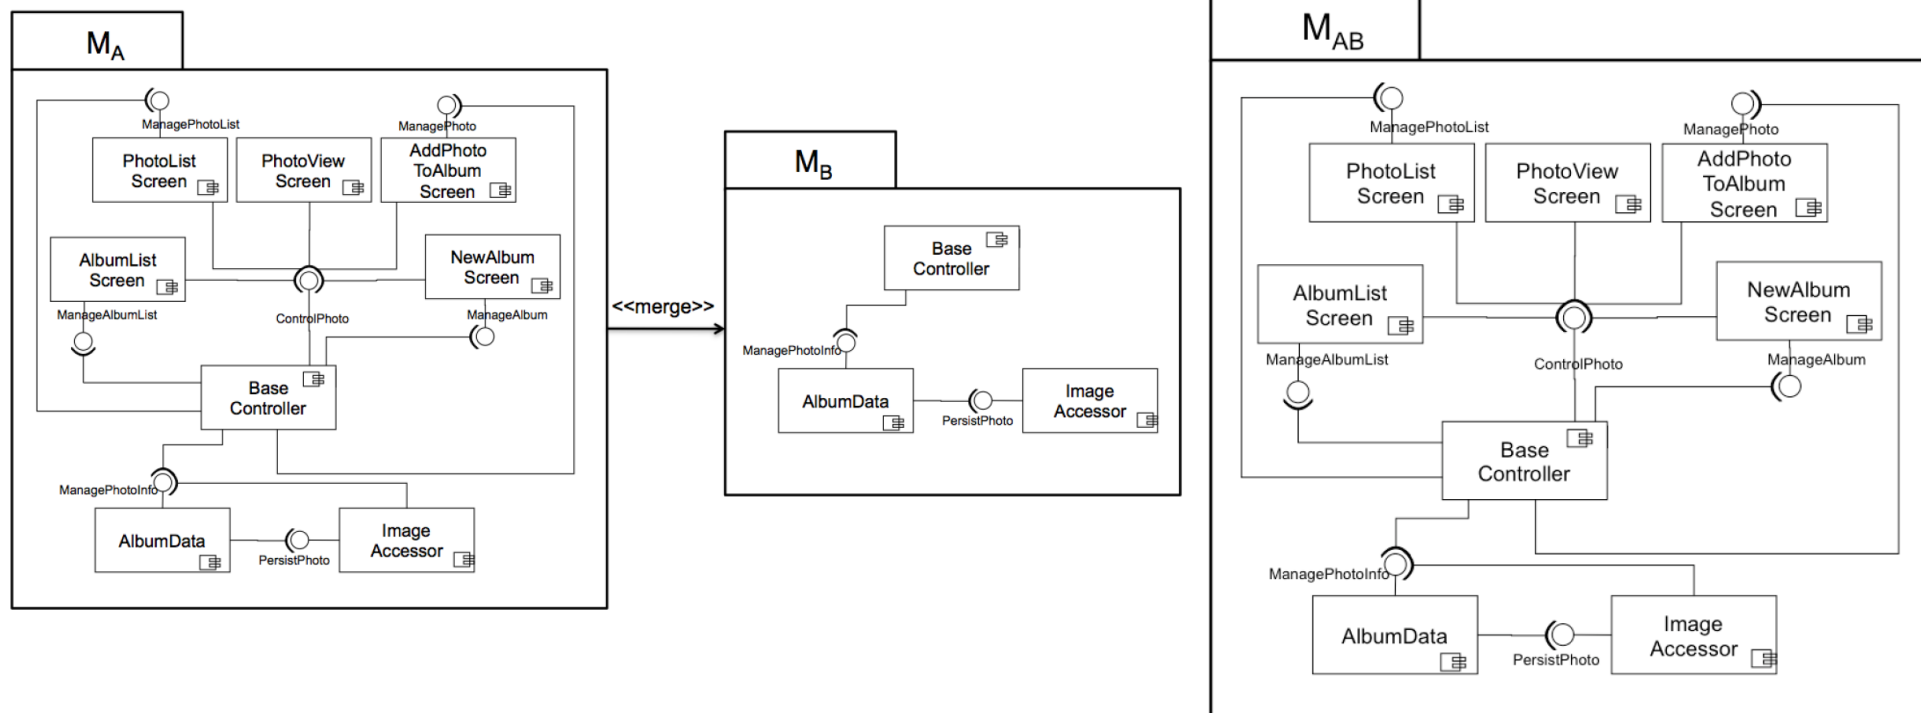 MA
ManagePhotoList
ManagePhoto
PhotoList
Screen
PhotoView
Screen
AddPhoto
ToAlbum
Screen
AlbumList
Screen
NewAlbum
Screen
ManageAlbumList
ControlPhoto
ManageAlbum
Base
Controller
ManagePhotoInfo
AlbumData
PersistPhoto
Image
Accessor
<<merge>>
MB
Base
Controller
ManagePhotoInfo
AlbumData
PersistPhoto
Image
Accessor
MAB
ManagePhotoList
ManagePhoto
PhotoList
Screen
PhotoView
Screen
AddPhoto
ToAlbum
Screen
AlbumList
Screen
NewAlbum
Screen
ManageAlbumList
ControlPhoto
ManageAlbum
Base
Controller
ManagePhotoInfo
AlbumData
PersistPhoto
Image
Accessor